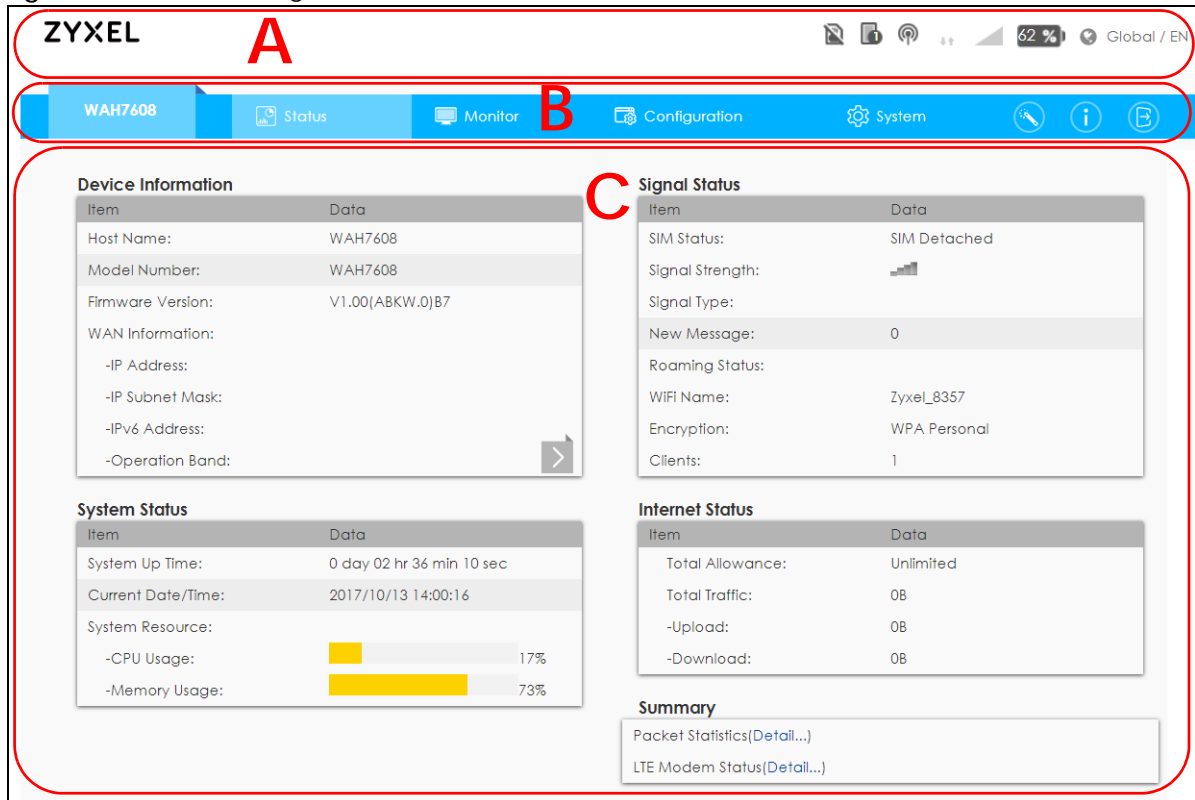 ZYXEL
A
1
62 %
Global / EN
WAH7608
Status
Monitor
B
Configuration
System
i
C
Device Information
Item Data
Host Name: WAH7608
Model Number: WAH7608
Firmware Version: V1.00(ABKW.0)B7
WAN Information:
-IP Address:
-IP Subnet Mask:
-IPv6 Address:
-Operation Band:
Signal Status
Item Data
SIM Status: SIM Detached
Signal Strength:
Signal Type:
New Message: 0
Roaming Status:
WiFi Name: Zyxel_8357
Encryption: WPA Personal
Clients: 1
System Status
Item Data
System Up Time: 0 day 02 hr 36 min 10 sec
Current Date/Time: 2017/10/13 14:00:16
System Resource:
-CPU Usage: 17%
-Memory Usage: 73%
Internet Status
Item Data
Total Allowance: Unlimited
Total Traffic: 0B
-Upload: 0B
-Download: 0B
Summary
Packet Statistics(Detail...)
LTE Modem Status(Detail...)